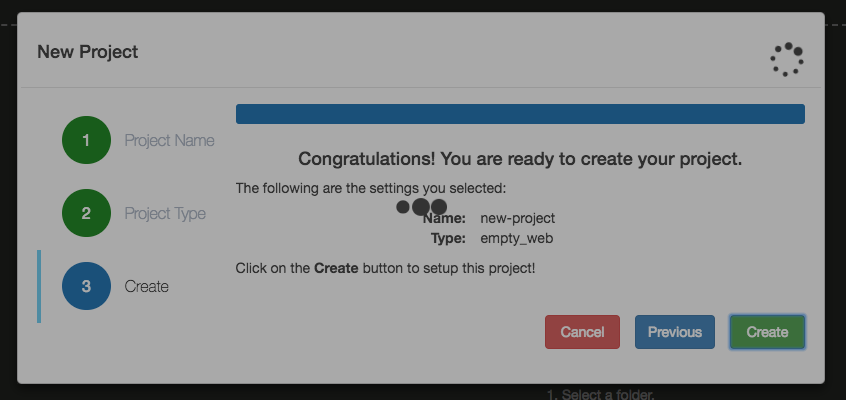 New Project
1 Project Name
2 Project Type
3 Create
Congratulations! You are ready to create your project.
The following are the settings you selected:
Name: new-project
Type: empty_web
Click on the Create button to setup this project!
Cancel Previous Create
1. Select a folder.